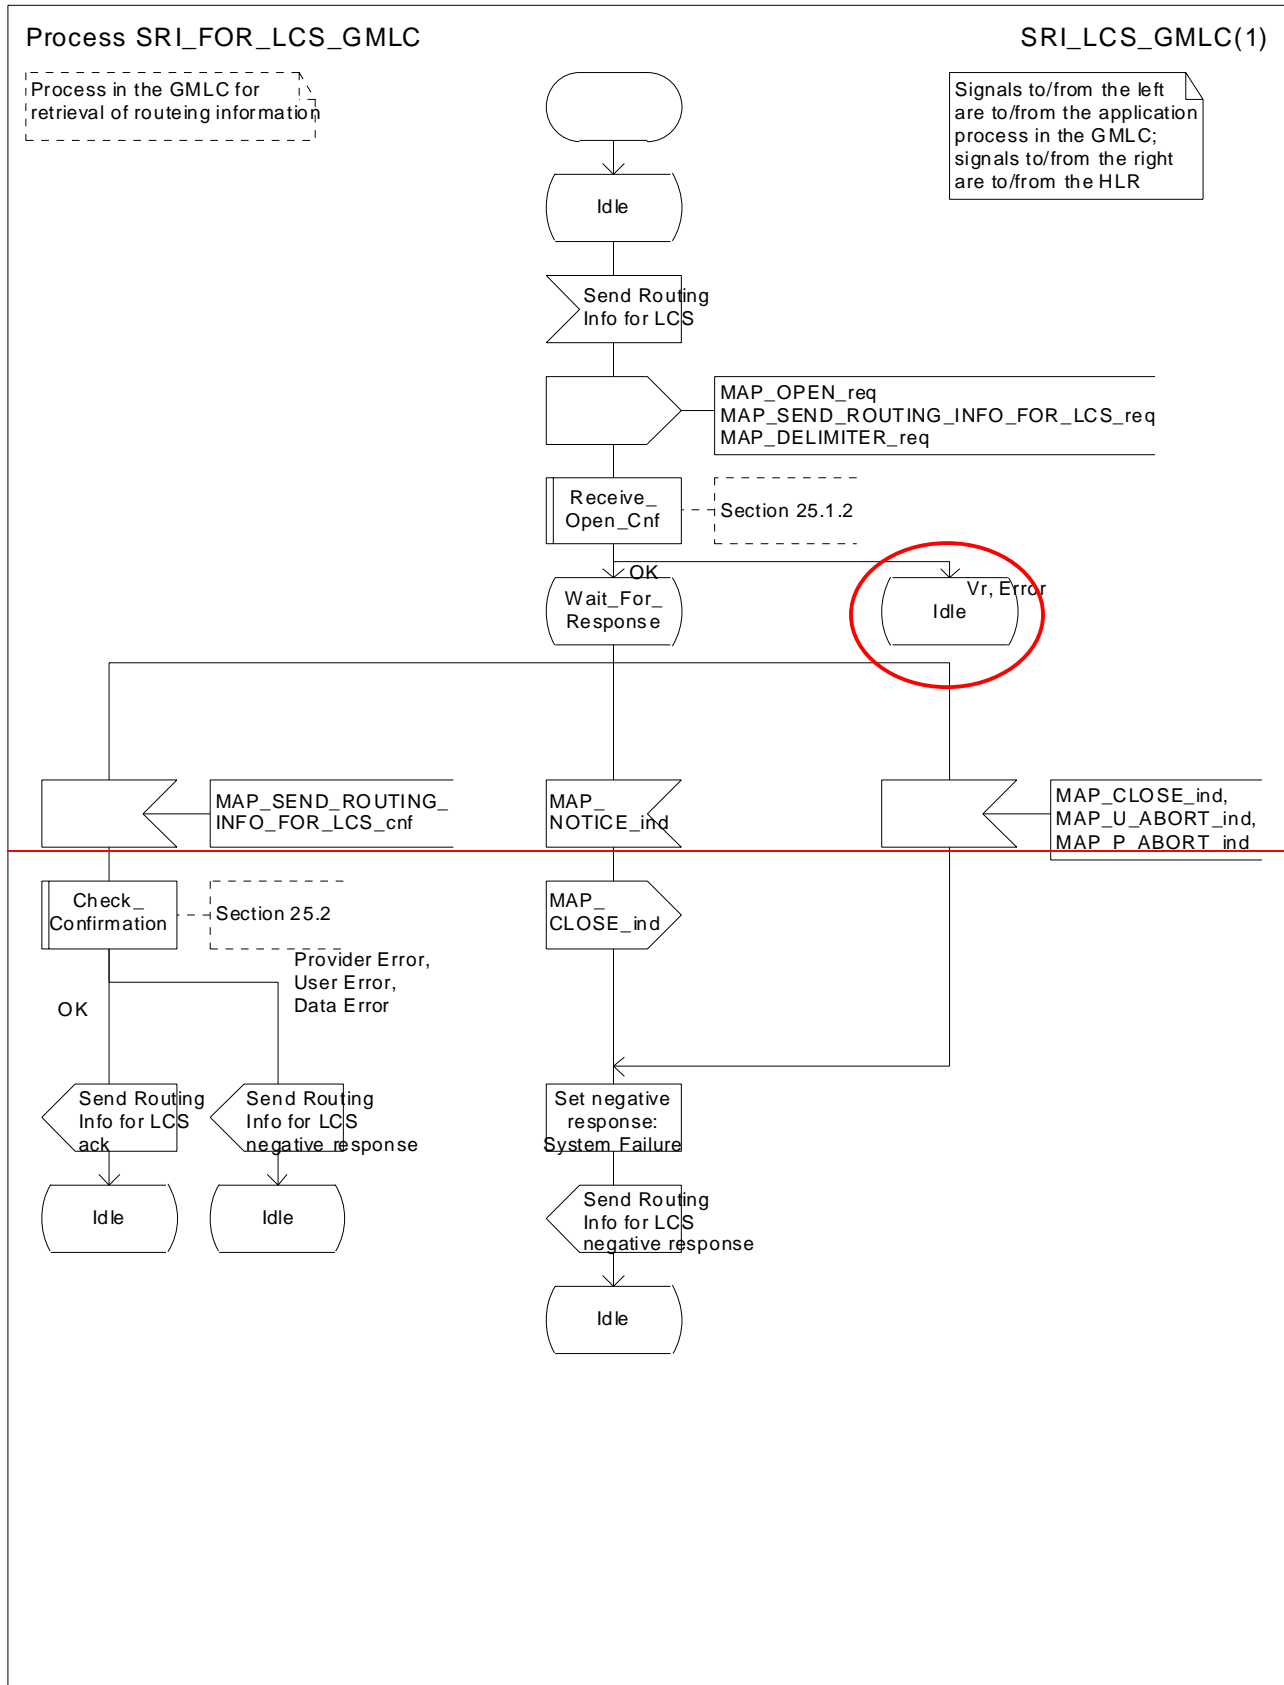 Process SRI_FOR_LCS_GMLC
SRI_LCS_GMLC(1)
Process in the GMLC for
retrieval of routeing information
Signals to/from the left
are to/from the application
process in the GMLC;
signals to/from the right
are to/from the HLR
Idle
Send Routing
Info for LCS
MAP_OPEN_req
MAP_SEND_ROUTING_INFO_FOR_LCS_req
MAP_DELIMITER_req
Receive_
Open_Cnf
Section 25.1.2
OK
Vr, Error
Wait_For_
Response
Idle
MAP_SEND_ROUTING_
INFO_FOR_LCS_cnf
MAP_
NOTICE_ind
MAP_CLOSE_ind,
MAP_U_ABORT_ind,
MAP_P_ABORT_ind
Check_
Confirmation
Section 25.2
MAP_
CLOSE_ind
Provider Error,
User Error,
Data Error
OK
Send Routing
Info for LCS
ack
Send Routing
Info for LCS
negative response
Set negative
response:
System Failure
Idle
Idle
Send Routing
Info for LCS
negative response
Idle